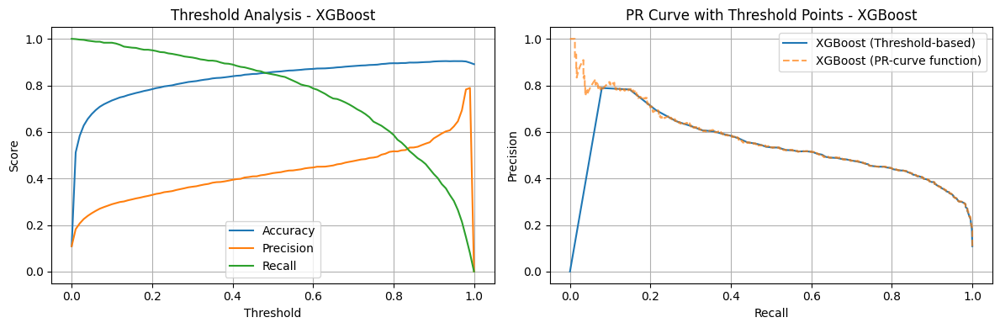 Threshold Analysis - XGBoost
Score
1.0
0.8
0.6
0.4
0.2
0.0
Accuracy
Precision
Recall
0.0 0.2 0.4 0.6 0.8 1.0
Threshold
PR Curve with Threshold Points - XGBoost
Precision
1.0
0.8
0.6
0.4
0.2
0.0
XGBoost (Threshold-based)
XGBoost (PR-curve function)
0.0 0.2 0.4 0.6 0.8 1.0
Recall